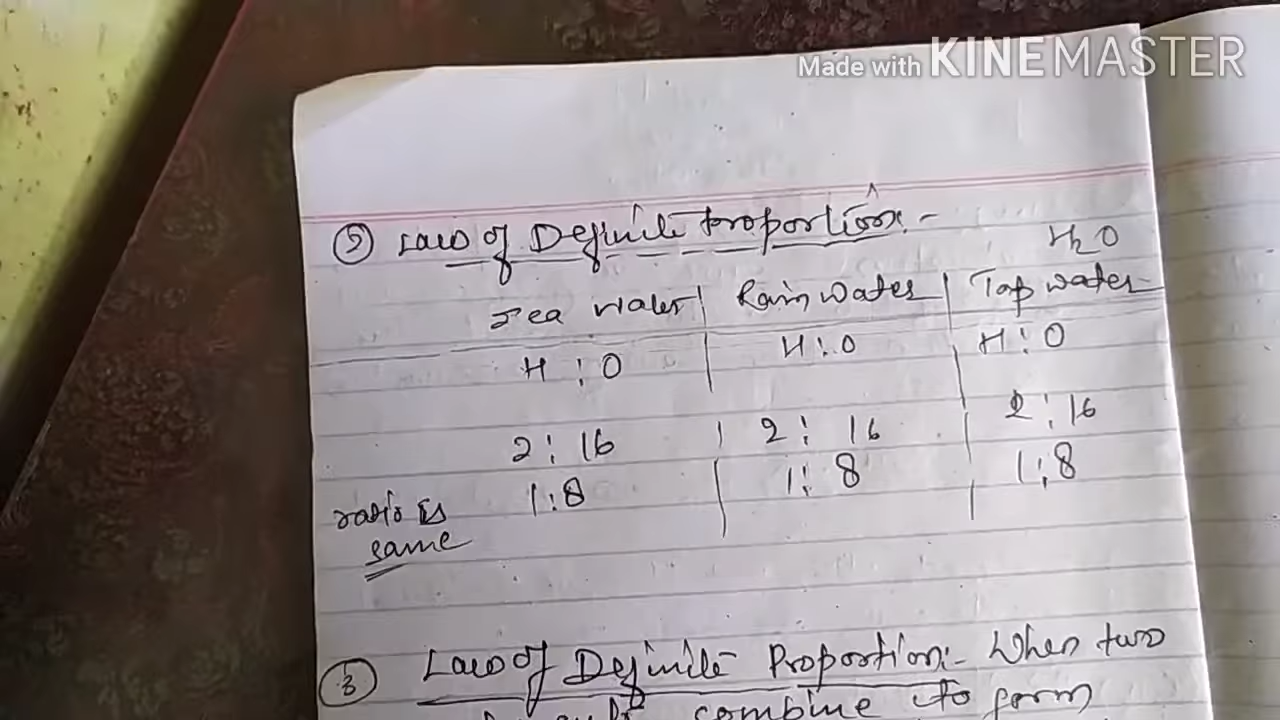 Made with KINEMASTER
② Law of Definite Proportion :-
H2O
Sea Water | Rain Water | Tap water
H : O | H : O | H : O
2 : 16 | 2 : 16 | 2 : 16
1 : 8 | 1 : 8 | 1 : 8
ratio is
same
③ Law of Definite Proportion :- When two
combine to form